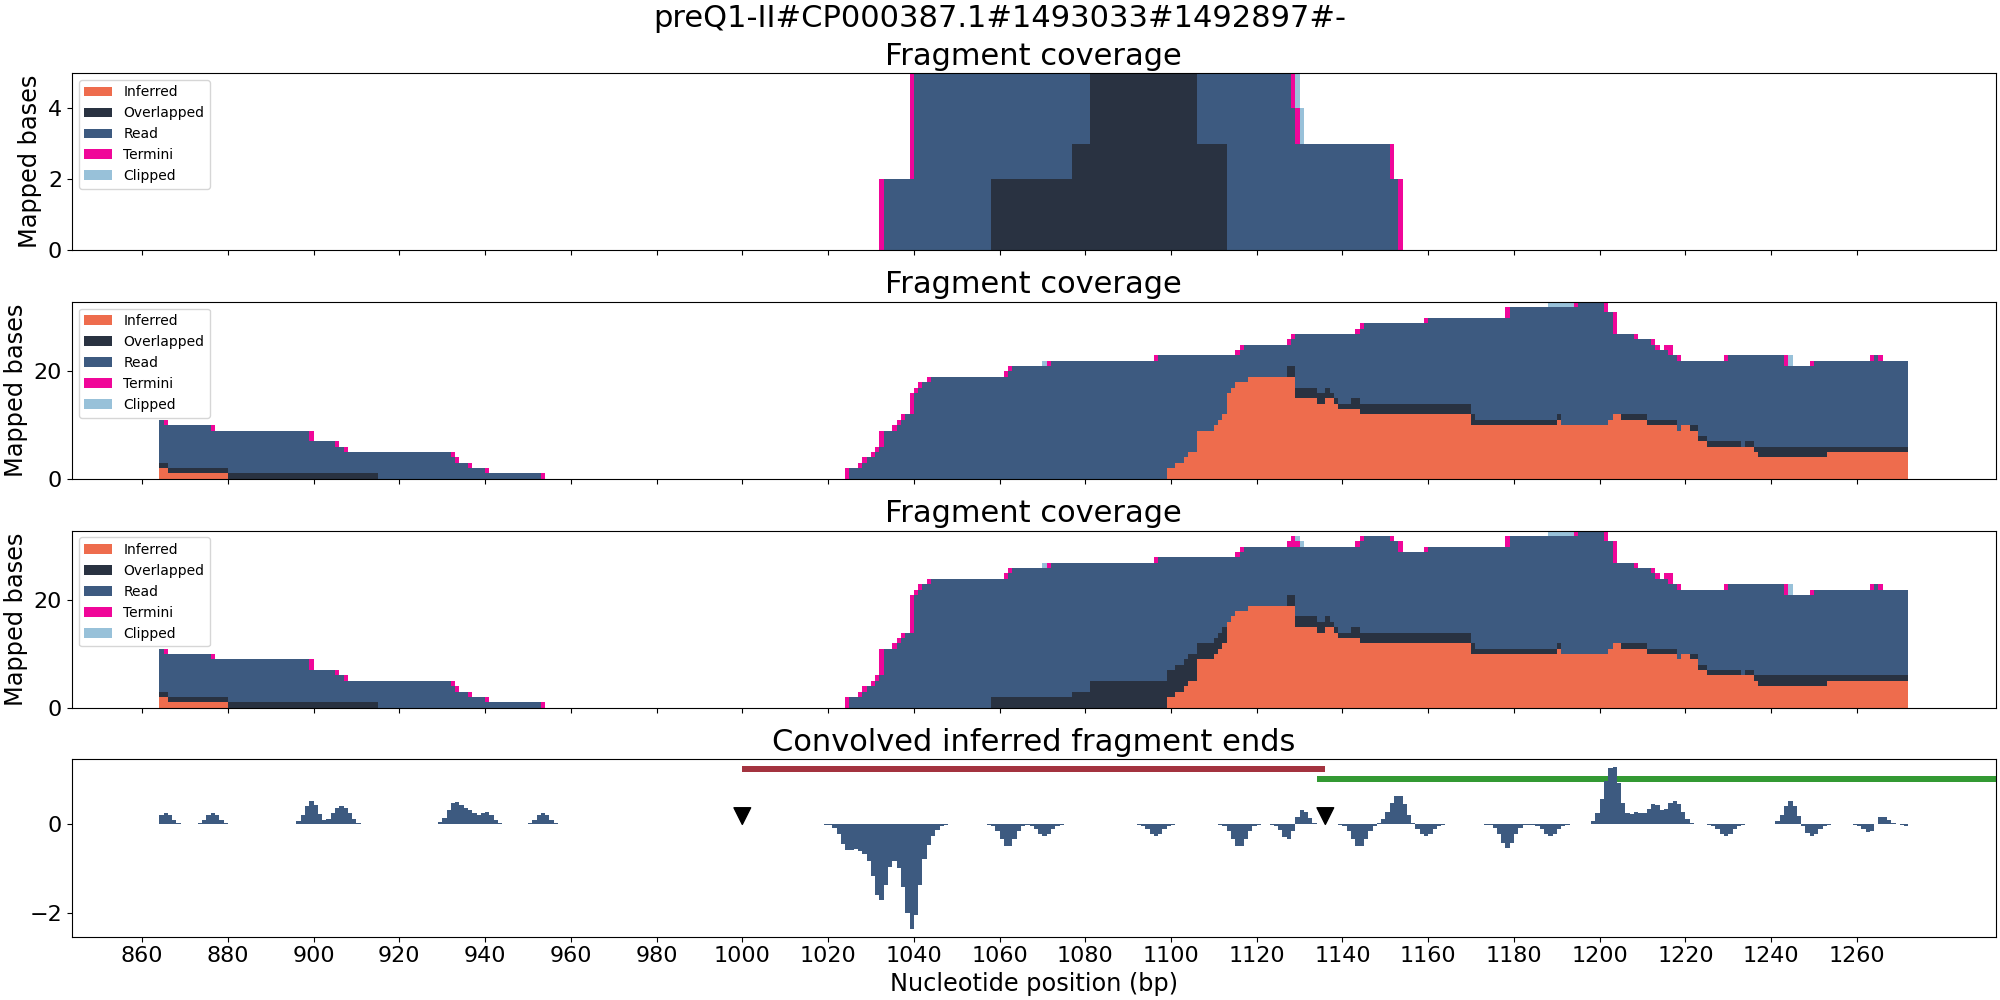 preQ1-II#CP000387.1#1493033#1492897#-
Fragment coverage
Mapped bases
4
2
0
Inferred
Overlapped
Read
Termini
Clipped
Fragment coverage
Mapped bases
20
0
Inferred
Overlapped
Read
Termini
Clipped
Fragment coverage
Mapped bases
20
0
Inferred
Overlapped
Read
Termini
Clipped
Convolved inferred fragment ends
0
−2
860 880 900 920 940 960 980 1000 1020 1040 1060 1080 1100 1120 1140 1160 1180 1200 1220 1240 1260
Nucleotide position (bp)